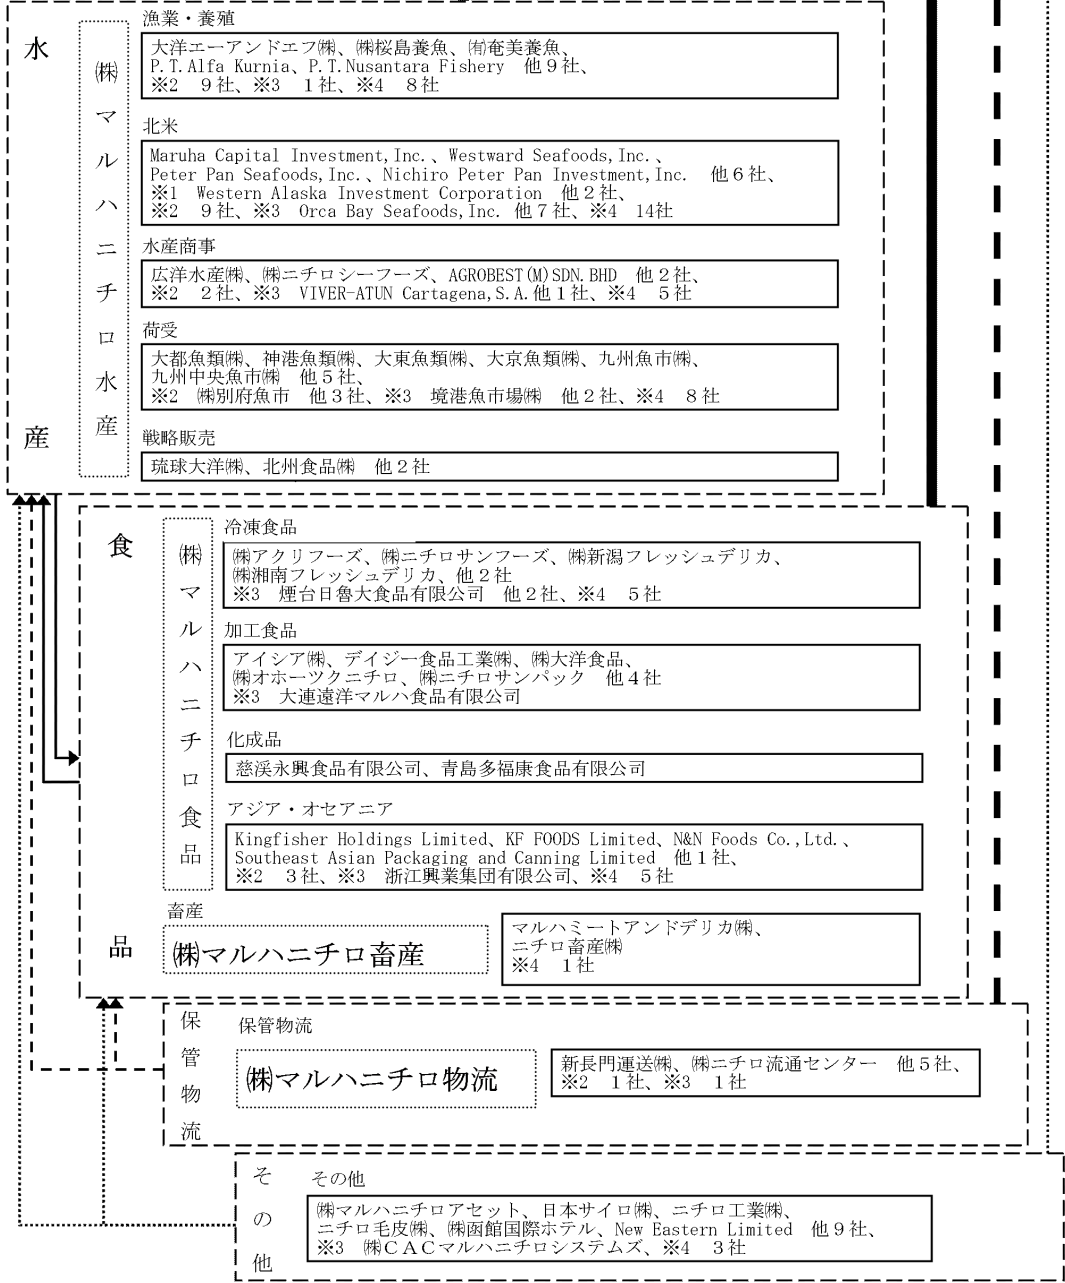 水産
㈱マルハニチロ水産
漁業・養殖
大洋エーアンドエフ㈱、㈱桜島養魚、㈲奄美養魚、
P.T.Alfa Kurnia、P.T.Nusantara Fishery　他９社、
※2　９社、※3　１社、※4　８社
北米
Maruha Capital Investment,Inc.、Westward Seafoods,Inc.、
Peter Pan Seafoods,Inc.、Nichiro Peter Pan Investment,Inc.　他６社、
※1　Western Alaska Investment Corporation　他２社、
※2　９社、※3　Orca Bay Seafoods,Inc. 他７社、※4　14社
水産商事
広洋水産㈱、㈱ニチロシーフーズ、AGROBEST(M)SDN.BHD　他２社、
※2　２社、※3　VIVER-ATUN Cartagena,S.A.他１社、※4　５社
荷受
大都魚類㈱、神港魚類㈱、大東魚類㈱、大京魚類㈱、九州魚市㈱、
九州中央魚市㈱　他５社、
※2　㈱別府魚市　他３社、※3　境港魚市場㈱　他２社、※4　８社
戦略販売
琉球大洋㈱、北州食品㈱　他２社
食品
㈱マルハニチロ食品
冷凍食品
㈱アクリフーズ、㈱ニチロサンフーズ、㈱新潟フレッシュデリカ、
㈱湘南フレッシュデリカ、他２社
※3　煙台日魯大食品有限公司　他２社、※4　５社
加工食品
アイシア㈱、デイジー食品工業㈱、㈱大洋食品、
㈱オホーツクニチロ、㈱ニチロサンパック　他４社
※3　大連遠洋マルハ食品有限公司
化成品
慈渓永興食品有限公司、青島多福康食品有限公司
アジア・オセアニア
Kingfisher Holdings Limited、KF FOODS Limited、N&N Foods Co.,Ltd.、
Southeast Asian Packaging and Canning Limited　他１社、
※2　３社、※3　浙江興業集団有限公司、※4　５社
畜産
㈱マルハニチロ畜産
マルハミートアンドデリカ㈱、
ニチロ畜産㈱
※4　１社
保管物流
保管物流
㈱マルハニチロ物流
新長門運送㈱、㈱ニチロ流通センター　他５社、
※2　１社、※3　１社
その他
その他
㈱マルハニチロアセット、日本サイロ㈱、ニチロ工業㈱、
ニチロ毛皮㈱、㈱函館国際ホテル、New Eastern Limited　他９社、
※3　㈱ＣＡＣマルハニチロシステムズ、※4　３社